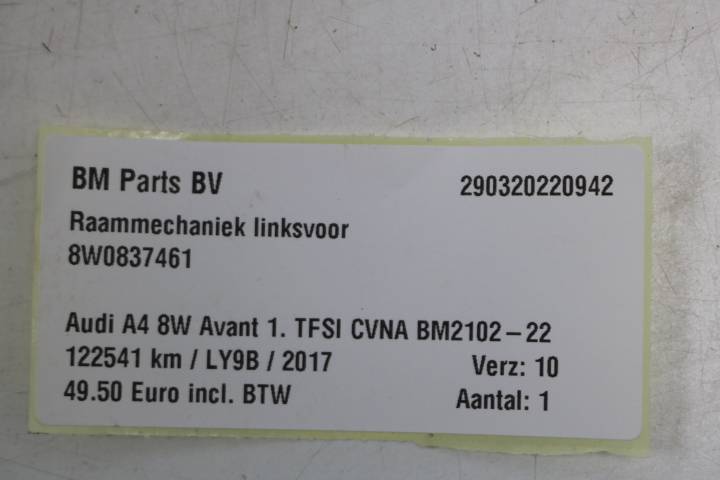 BM Parts BV 290320220942
Raammechaniek linksvoor
8W0837461
Audi A4 8W Avant 1. TFSI CVNA BM2102-22
122541 km / LY9B / 2017 Verz: 10
49.50 Euro incl. BTW Aantal: 1